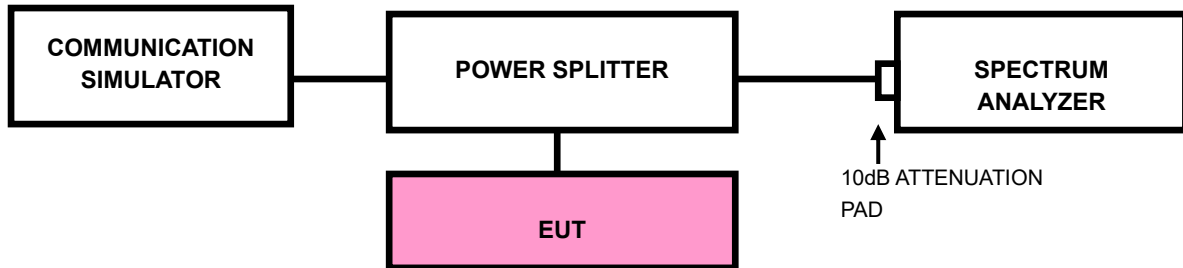 COMMUNICATION
SIMULATOR
POWER SPLITTER
SPECTRUM
ANALYZER
10dB ATTENUATION
PAD
EUT